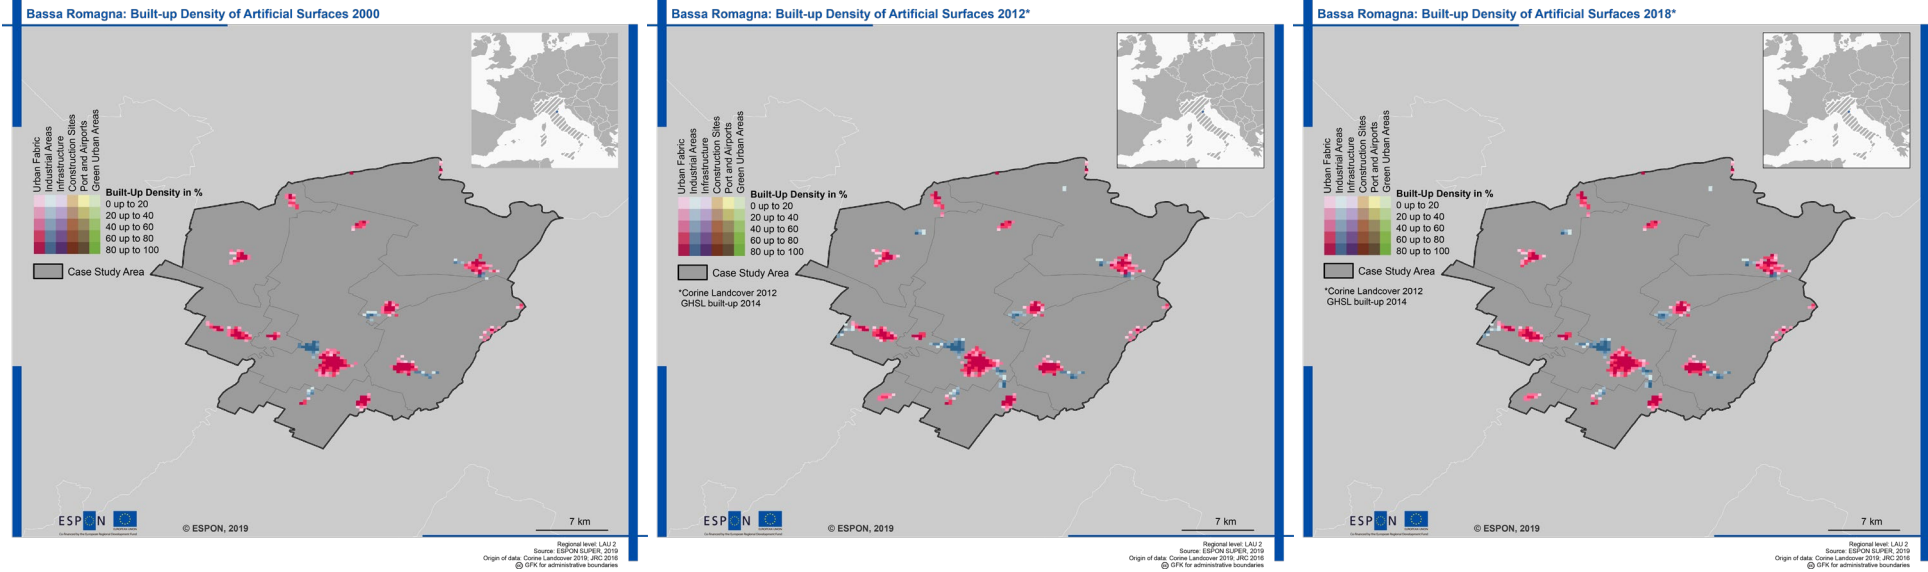 Bassa Romagna: Built-up Density of Artificial Surfaces 2000
Urban Fabric
Industrial Areas
Infrastructure
Construction Sites
Port and Airports
Green Urban Areas
Built-Up Density in %
0 up to 20
20 up to 40
40 up to 60
60 up to 80
80 up to 100
Case Study Area
ESPON
© ESPON, 2019
7 km
Regional level: LAU 2
Source: ESPON SUPER, 2019
Origin of data: Corine Landcover 2019; JRC 2016
GFK for administrative boundaries
Bassa Romagna: Built-up Density of Artificial Surfaces 2012*
Urban Fabric
Industrial Areas
Infrastructure
Construction Sites
Port and Airports
Green Urban Areas
Built-Up Density in %
0 up to 20
20 up to 40
40 up to 60
60 up to 80
80 up to 100
Case Study Area
*Corine Landcover 2012
GHSL built-up 2014
ESPON
© ESPON, 2019
7 km
Regional level: LAU 2
Source: ESPON SUPER, 2019
Origin of data: Corine Landcover 2019; JRC 2016
GFK for administrative boundaries
Bassa Romagna: Built-up Density of Artificial Surfaces 2018*
Urban Fabric
Industrial Areas
Infrastructure
Construction Sites
Port and Airports
Green Urban Areas
Built-Up Density in %
0 up to 20
20 up to 40
40 up to 60
60 up to 80
80 up to 100
Case Study Area
*Corine Landcover 2012
GHSL built-up 2014
ESPON
© ESPON, 2019
7 km
Regional level: LAU 2
Source: ESPON SUPER, 2019
Origin of data: Corine Landcover 2019; JRC 2016
GFK for administrative boundaries